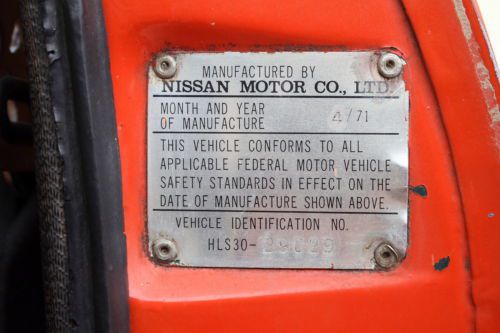 MANUFACTURED BY
NISSAN MOTOR CO., LTD.
MONTH AND YEAR
OF MANUFACTURE 4/71
THIS VEHICLE CONFORMS TO ALL
APPLICABLE FEDERAL MOTOR VEHICLE
SAFETY STANDARDS IN EFFECT ON THE
DATE OF MANUFACTURE SHOWN ABOVE.
VEHICLE IDENTIFICATION NO.
HLS30-